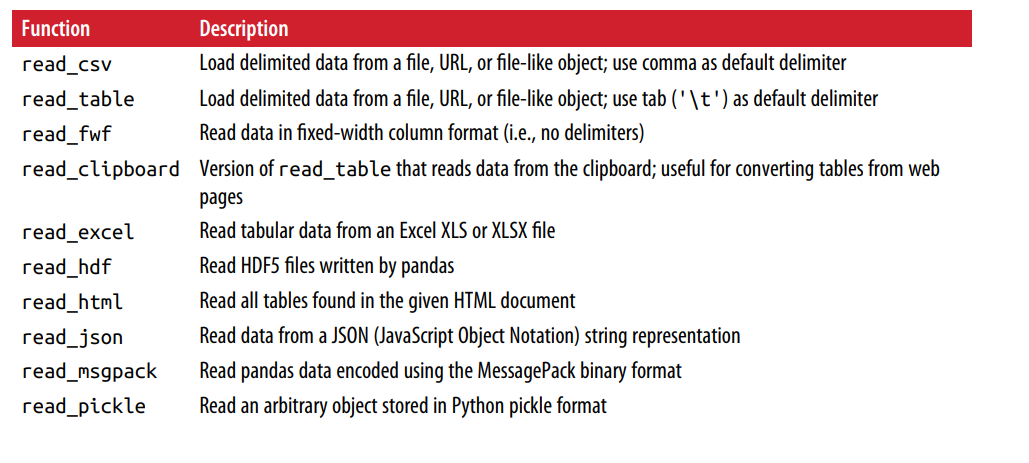 Function Description
read_csv Load delimited data from a file, URL, or file-like object; use comma as default delimiter
read_table Load delimited data from a file, URL, or file-like object; use tab ('\t') as default delimiter
read_fwf Read data in fixed-width column format (i.e., no delimiters)
read_clipboard Version of read_table that reads data from the clipboard; useful for converting tables from web
pages
read_excel Read tabular data from an Excel XLS or XLSX file
read_hdf Read HDF5 files written by pandas
read_html Read all tables found in the given HTML document
read_json Read data from a JSON (JavaScript Object Notation) string representation
read_msgpack Read pandas data encoded using the MessagePack binary format
read_pickle Read an arbitrary object stored in Python pickle format